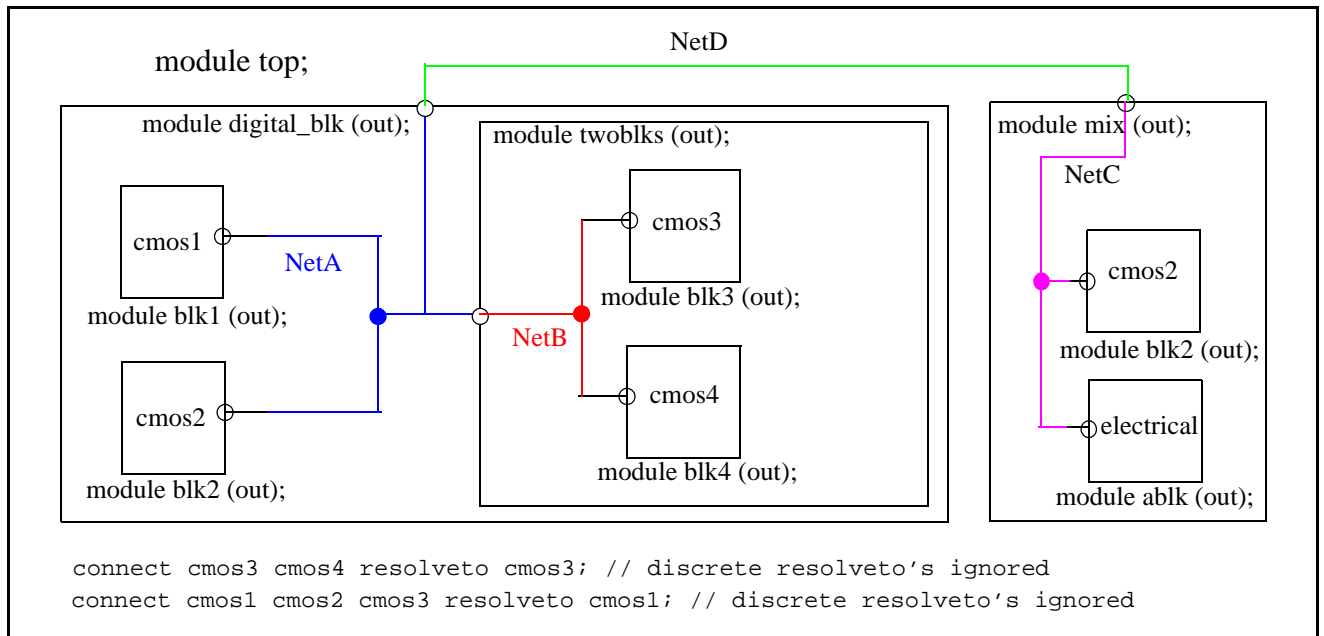 NetD
module top;
module digital_blk (out);
module twoblks (out);
module mix (out);
NetC
cmos1
NetA
module blk1 (out);
cmos3
module blk3 (out);
NetB
cmos2
module blk2 (out);
cmos4
module blk4 (out);
cmos2
module blk2 (out);
electrical
module ablk (out);
connect cmos3 cmos4 resolveto cmos3; // discrete resolveto's ignored
connect cmos1 cmos2 cmos3 resolveto cmos1; // discrete resolveto's ignored